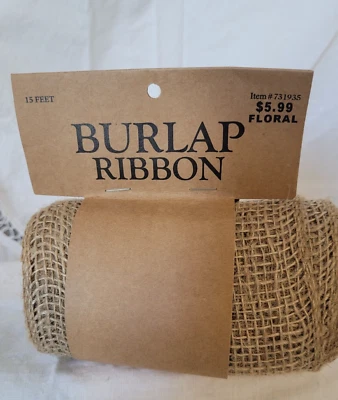 15 FEET
Item # 731935
$5.99
FLORAL
BURLAP
RIBBON